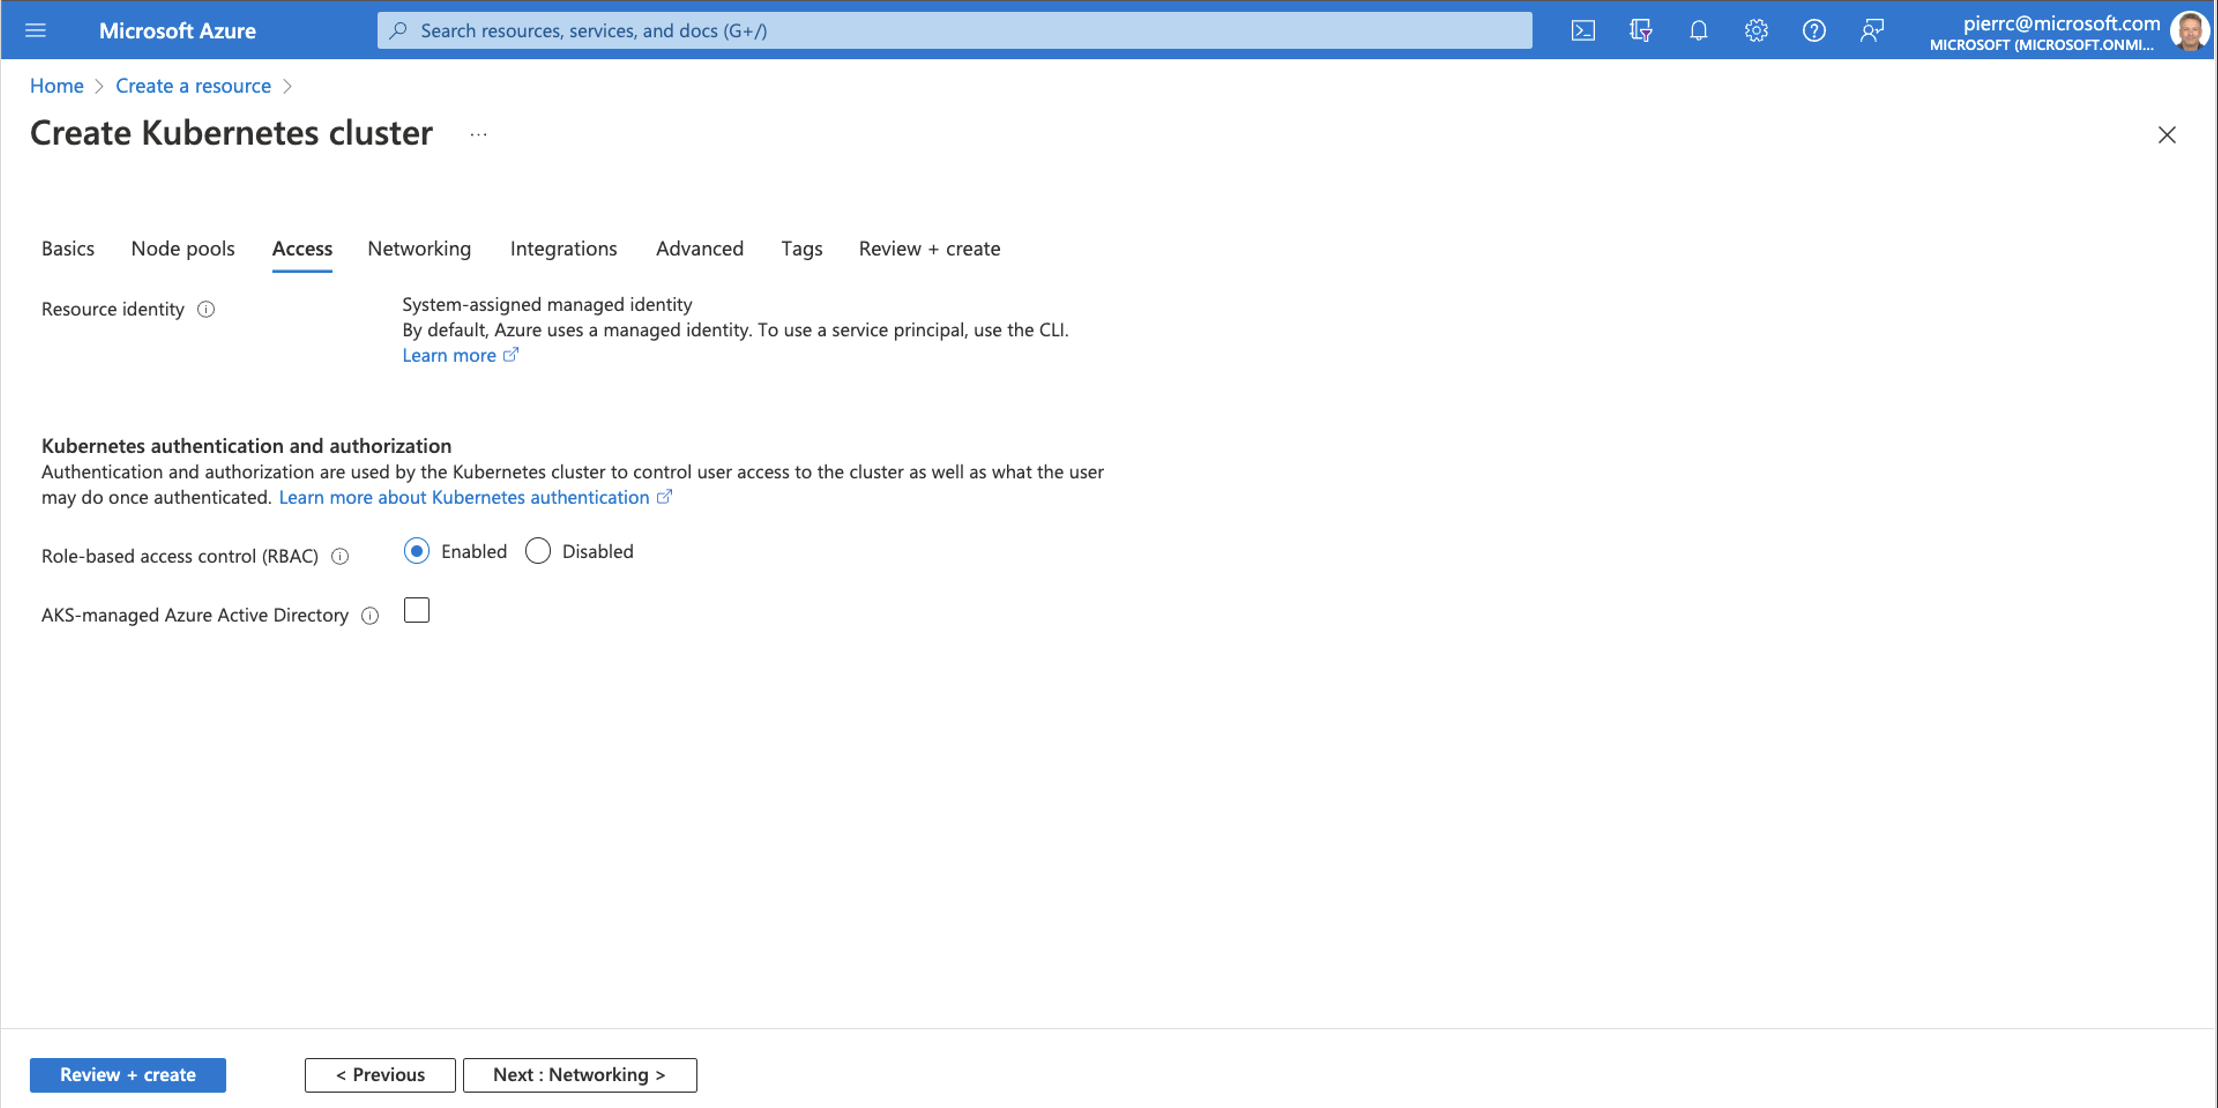 Microsoft Azure
Search resources, services, and docs (G+/)
pierrc@microsoft.com
MICROSOFT (MICROSOFT.ONMI...
Home > Create a resource >
Create Kubernetes cluster ...
Basics Node pools Access Networking Integrations Advanced Tags Review + create
Resource identity
System-assigned managed identity
By default, Azure uses a managed identity. To use a service principal, use the CLI.
Learn more
Kubernetes authentication and authorization
Authentication and authorization are used by the Kubernetes cluster to control user access to the cluster as well as what the user
may do once authenticated. Learn more about Kubernetes authentication
Role-based access control (RBAC) Enabled Disabled
AKS-managed Azure Active Directory
Review + create < Previous Next : Networking >